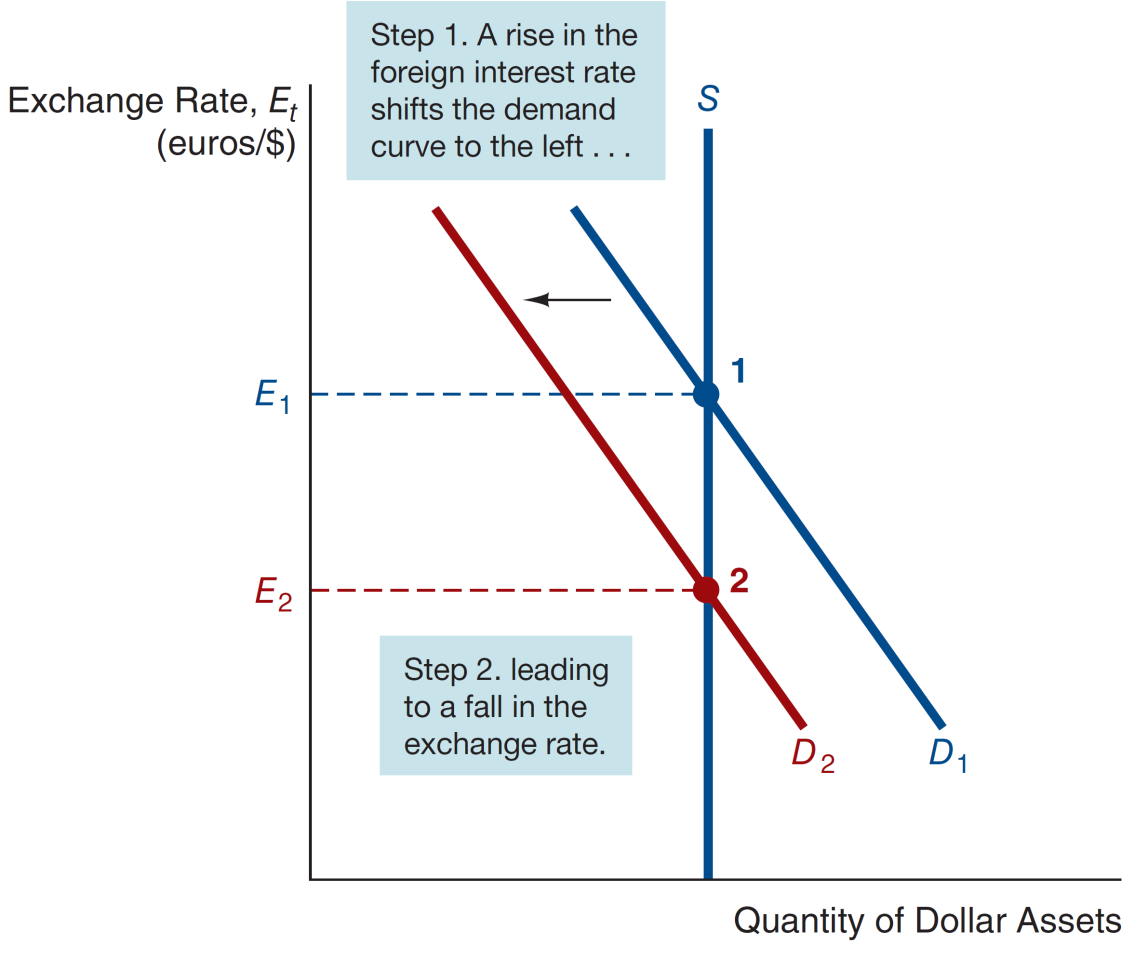 Step 1. A rise in the
foreign interest rate
shifts the demand
curve to the left . . .
Exchange Rate, Et
(euros/$)
S
1
E1
2
E2
Step 2. leading
to a fall in the
exchange rate.
D2
D1
Quantity of Dollar Assets